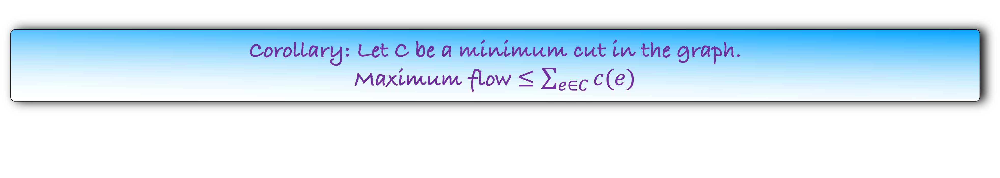 Corollary: Let C be a minimum cut in the graph.
Maximum flow ≤ ∑_{e∈C} c(e)